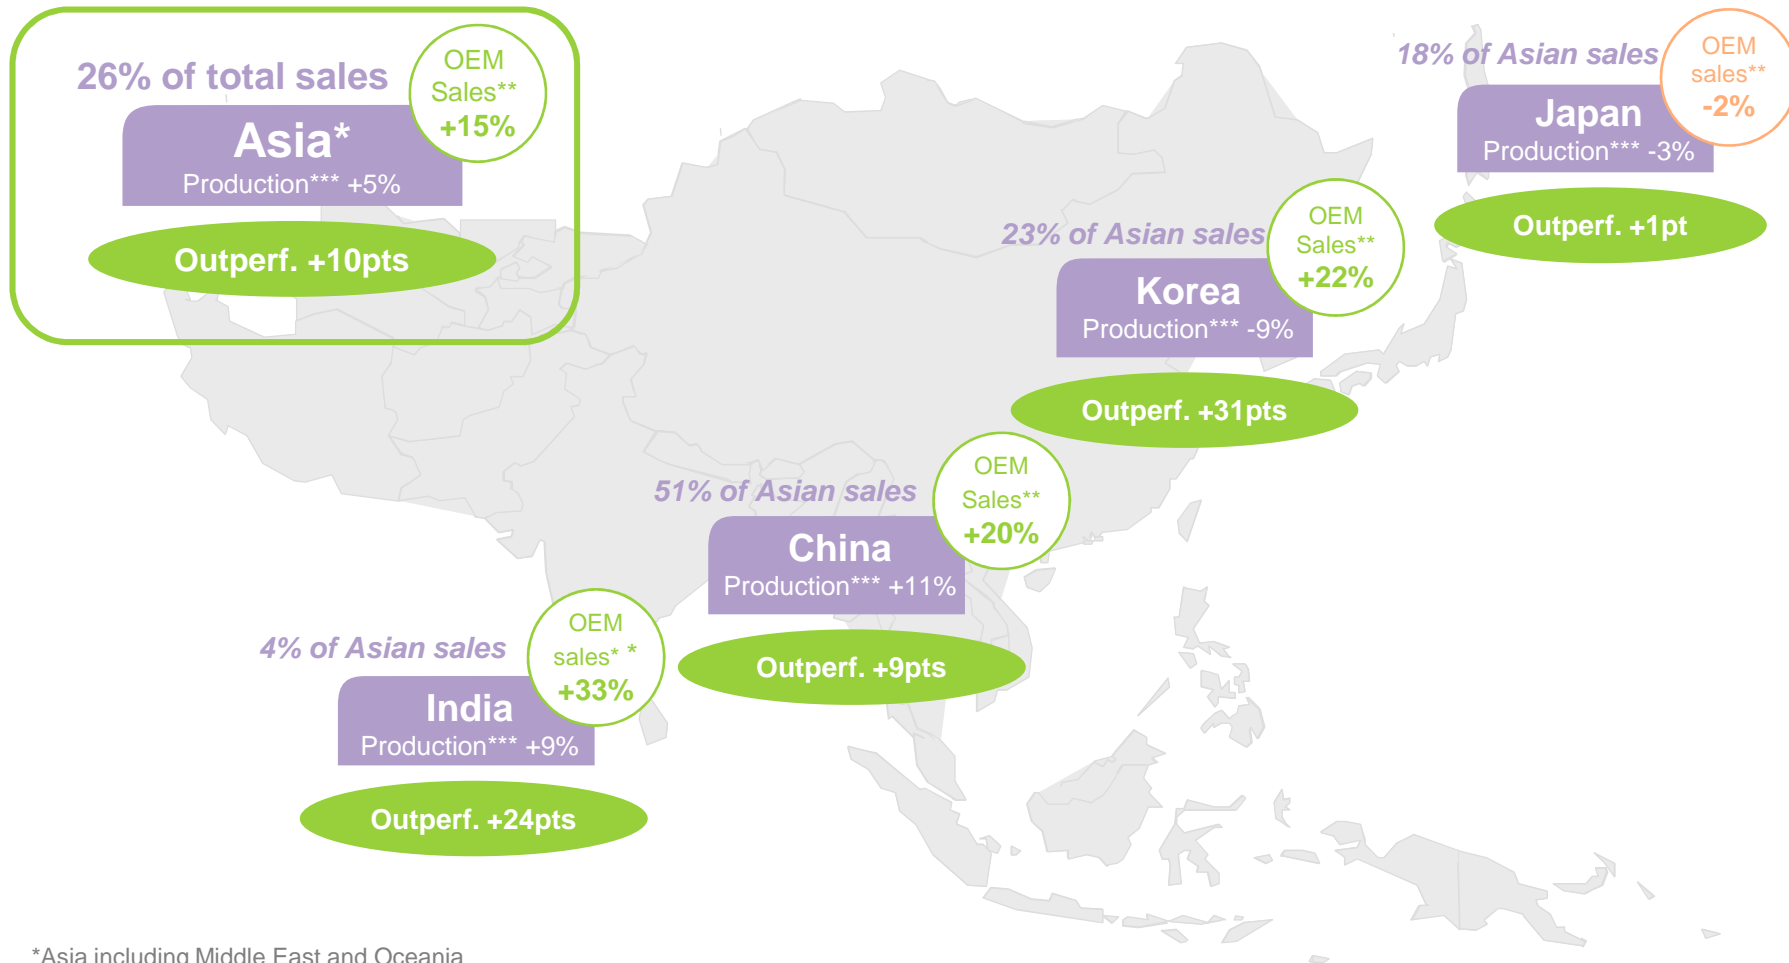 26% of total sales
OEM
Sales**
+15%
Asia*
Production*** +5%
Outperf. +10pts
18% of Asian sales
OEM
sales**
-2%
Japan
Production*** -3%
Outperf. +1pt
23% of Asian sales
OEM
Sales**
+22%
Korea
Production*** -9%
Outperf. +31pts
51% of Asian sales
OEM
Sales**
+20%
China
Production*** +11%
Outperf. +9pts
4% of Asian sales
OEM
sales* *
+33%
India
Production*** +9%
Outperf. +24pts
*Asia including Middle East and Oceania